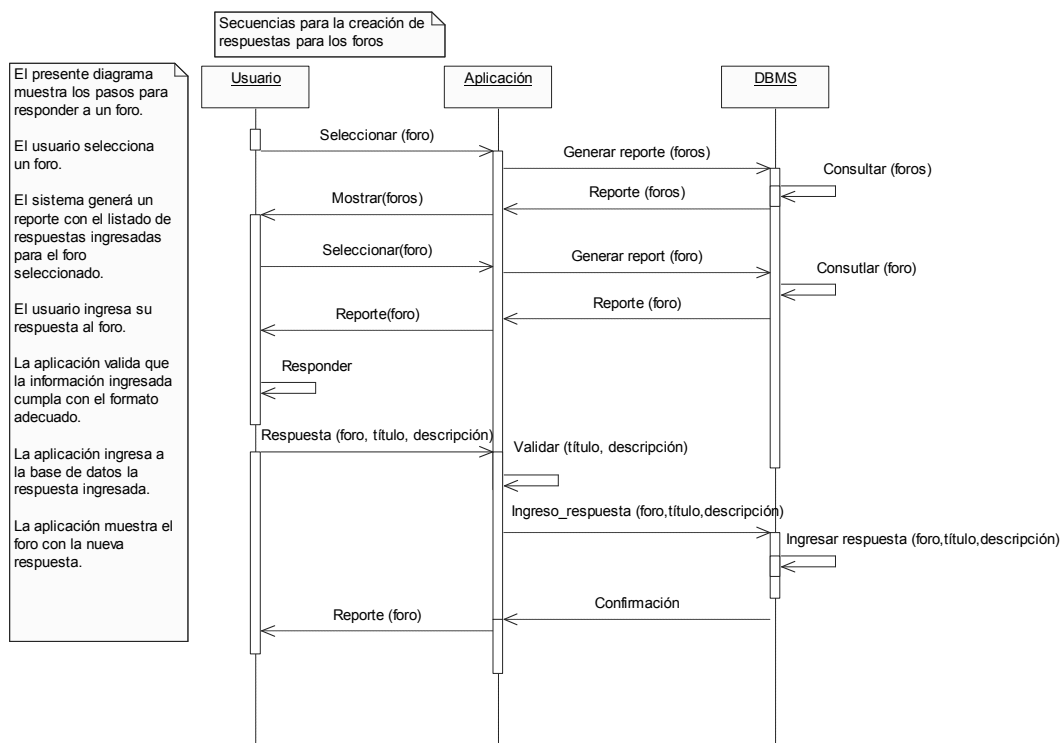 Secuencias para la creación de
respuestas para los foros
El presente diagrama
muestra los pasos para
responder a un foro.
El usuario selecciona
un foro.
El sistema generá un
reporte con el listado de
respuestas ingresadas
para el foro
seleccionado.
El usuario ingresa su
respuesta al foro.
La aplicación valida que
la información ingresada
cumpla con el formato
adecuado.
La aplicación ingresa a
la base de datos la
respuesta ingresada.
La aplicación muestra el
foro con la nueva
respuesta.
Usuario
Aplicación
DBMS
Seleccionar (foro)
Generar reporte (foros)
Consultar (foros)
Reporte (foros)
Mostrar(foros)
Seleccionar(foro)
Generar report (foro)
Consutlar (foro)
Reporte (foro)
Reporte(foro)
Responder
Respuesta (foro, título, descripción)
Validar (título, descripción)
Ingreso_respuesta (foro,título,descripción)
Ingresar respuesta (foro,título,descripción)
Confirmación
Reporte (foro)